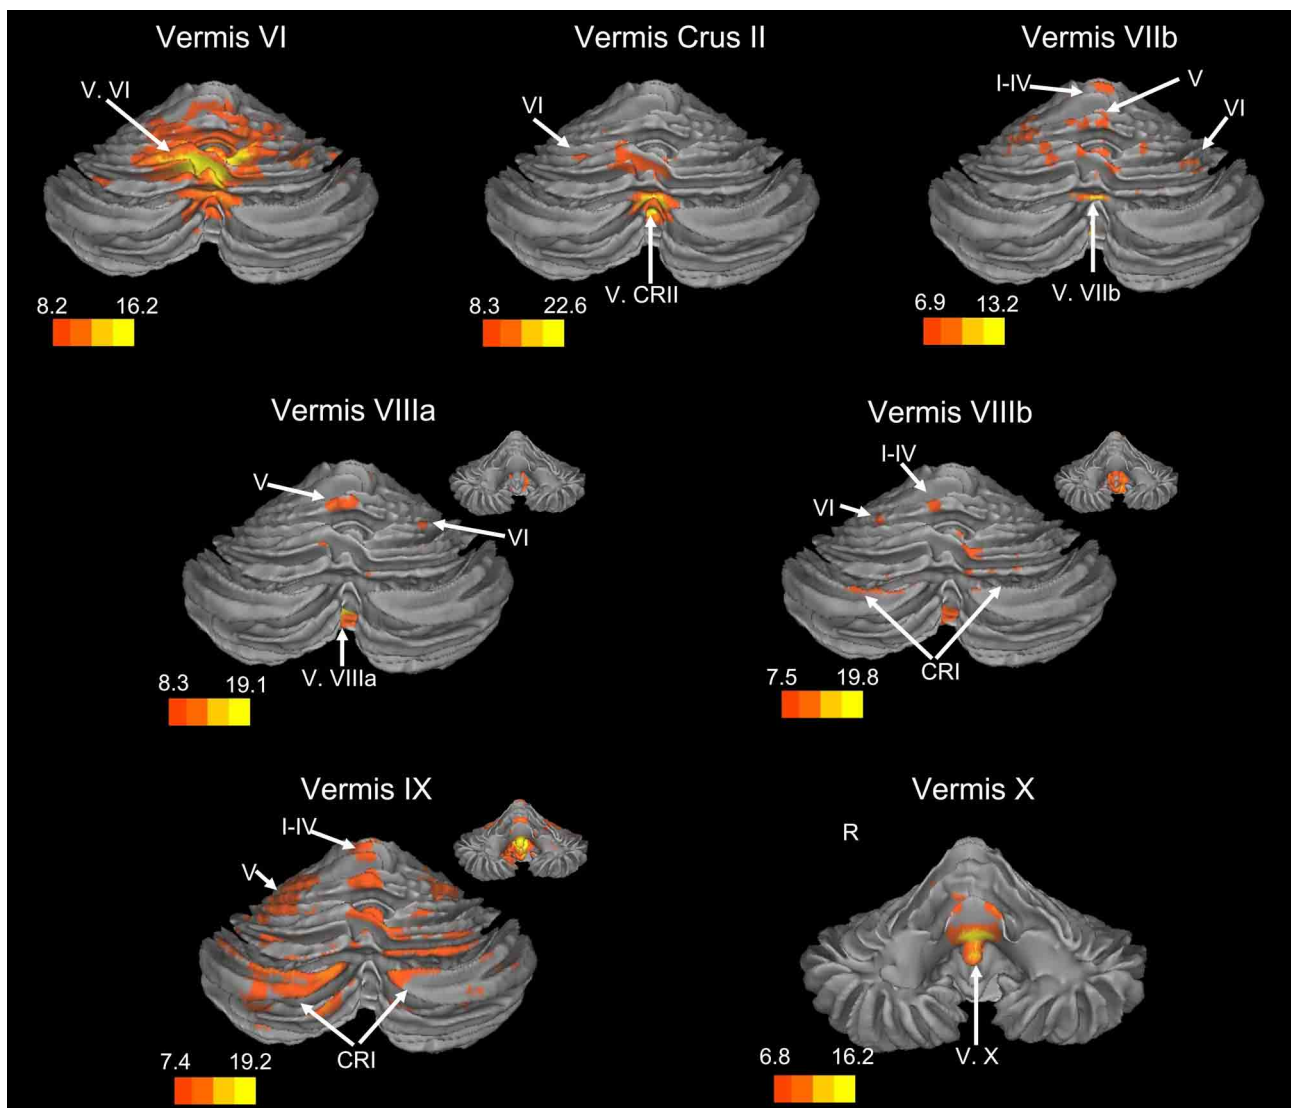 Vermis VI
Vermis Crus II
Vermis VIIb
V. VI
VI
I-IV
V
VI
V. CRII
V. VIIb
8.2 16.2
8.3 22.6
6.9 13.2
Vermis VIIIa
Vermis VIIIb
V
VI
I-IV
VI
V. VIIIa
CRI
8.3 19.1
7.5 19.8
Vermis IX
Vermis X
I-IV
V
R
CRI
V. X
7.4 19.2
6.8 16.2